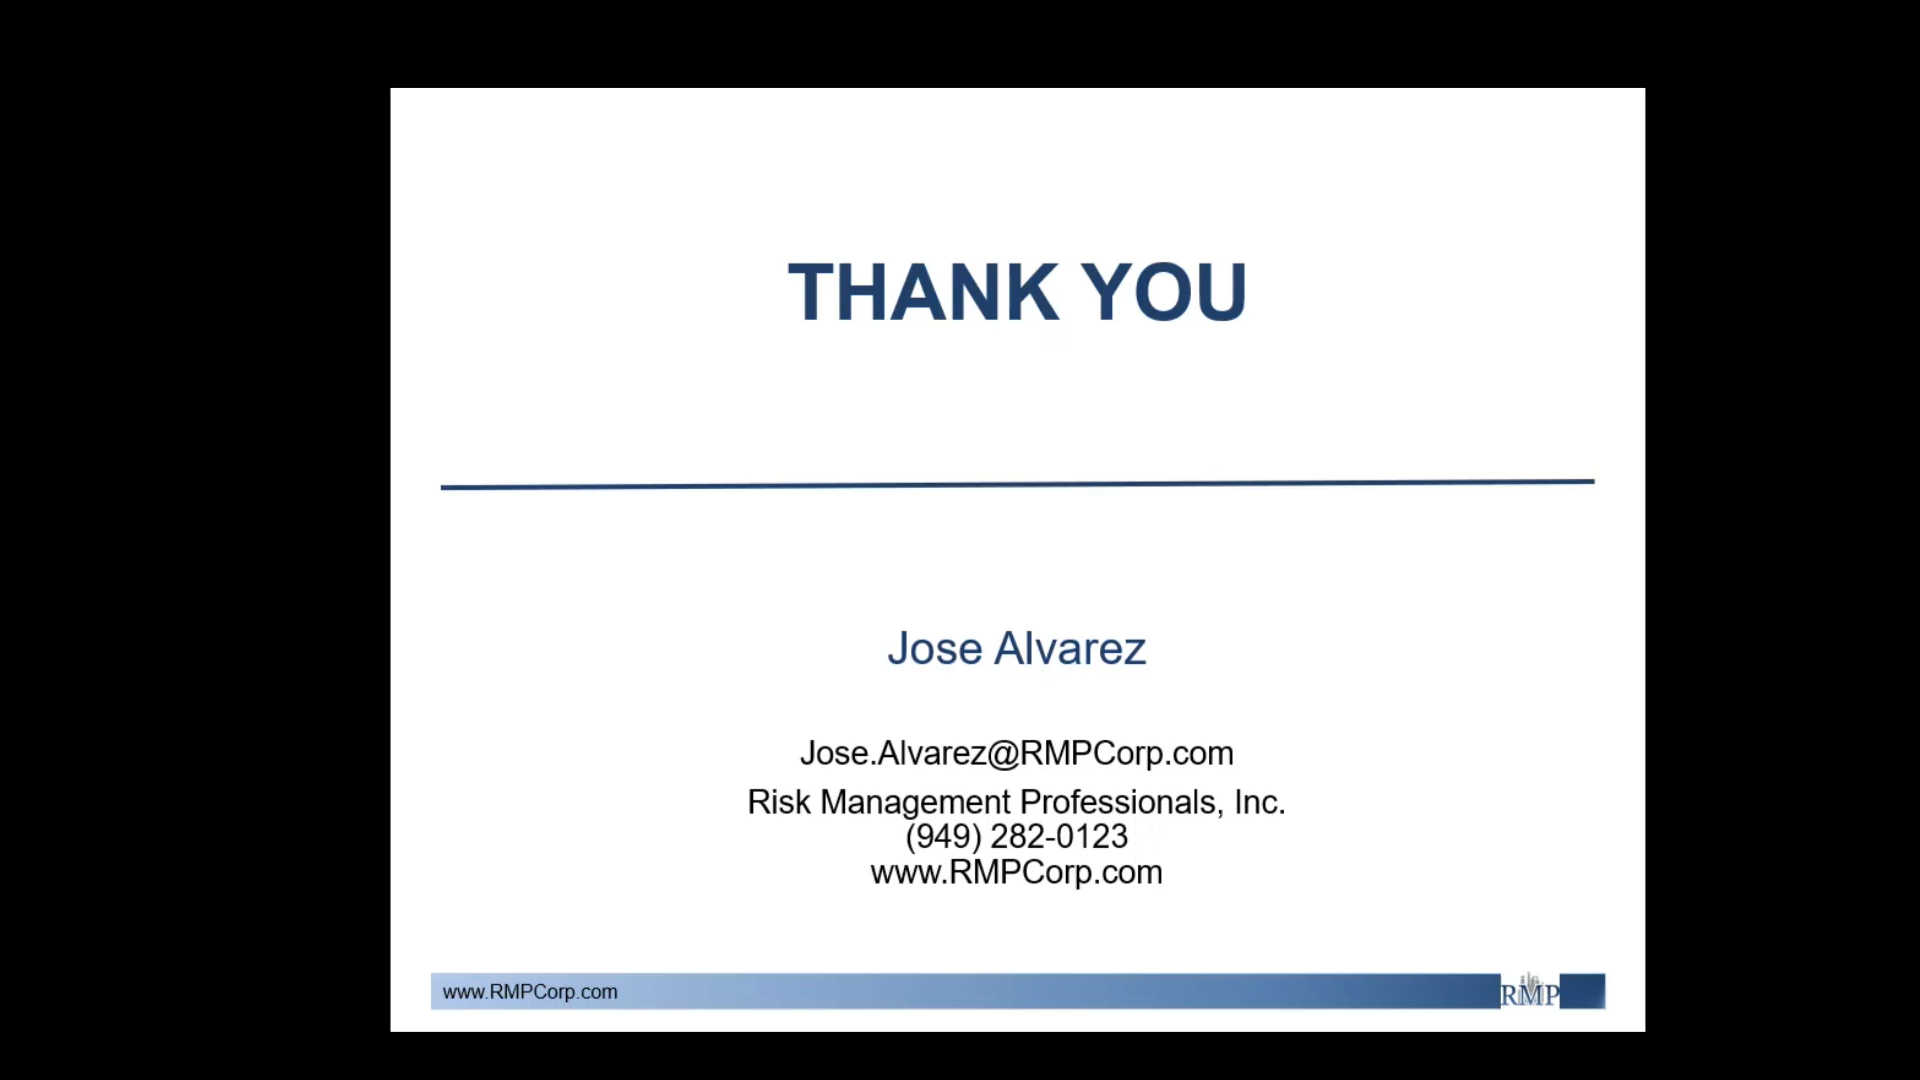 THANK YOU
Jose Alvarez
Jose.Alvarez@RMPCorp.com
Risk Management Professionals, Inc.
(949) 282-0123
www.RMPCorp.com
www.RMPCorp.com
RMP